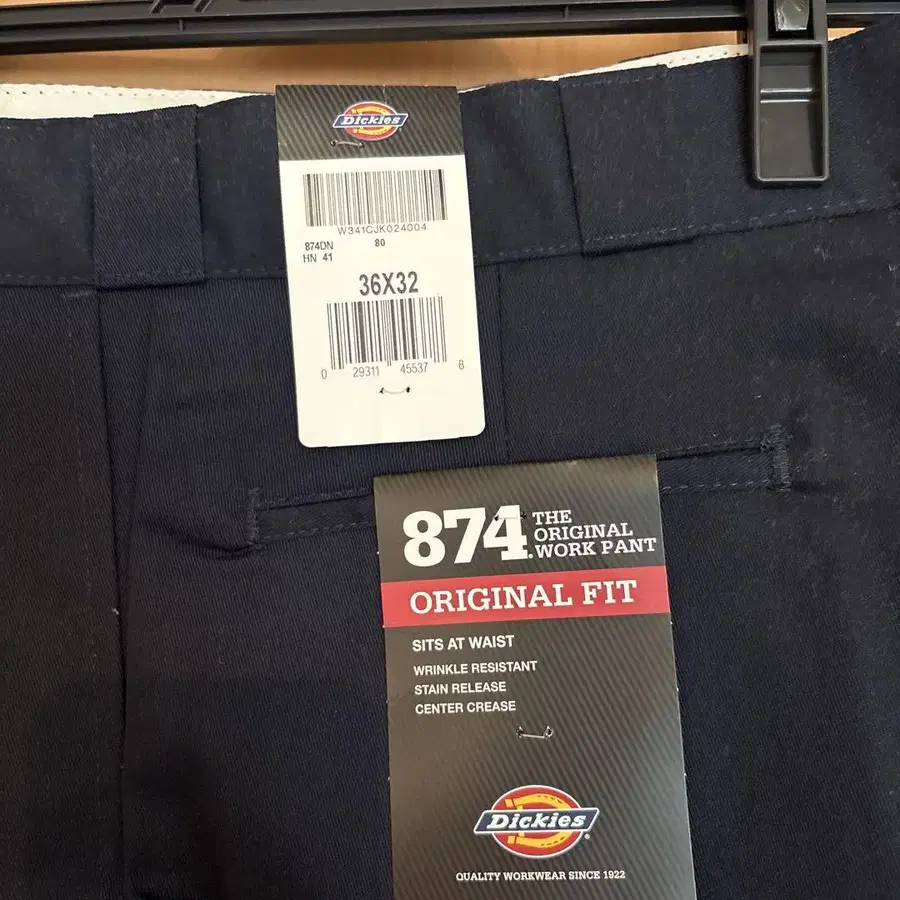 Dickies
W341CJK024004
874DN 80
HN 41
36X32
0 29311 45537 8
874.
THE
ORIGINAL
WORK PANT
ORIGINAL FIT
SITS AT WAIST
WRINKLE RESISTANT
STAIN RELEASE
CENTER CREASE
Dickies
QUALITY WORKWEAR SINCE 1922